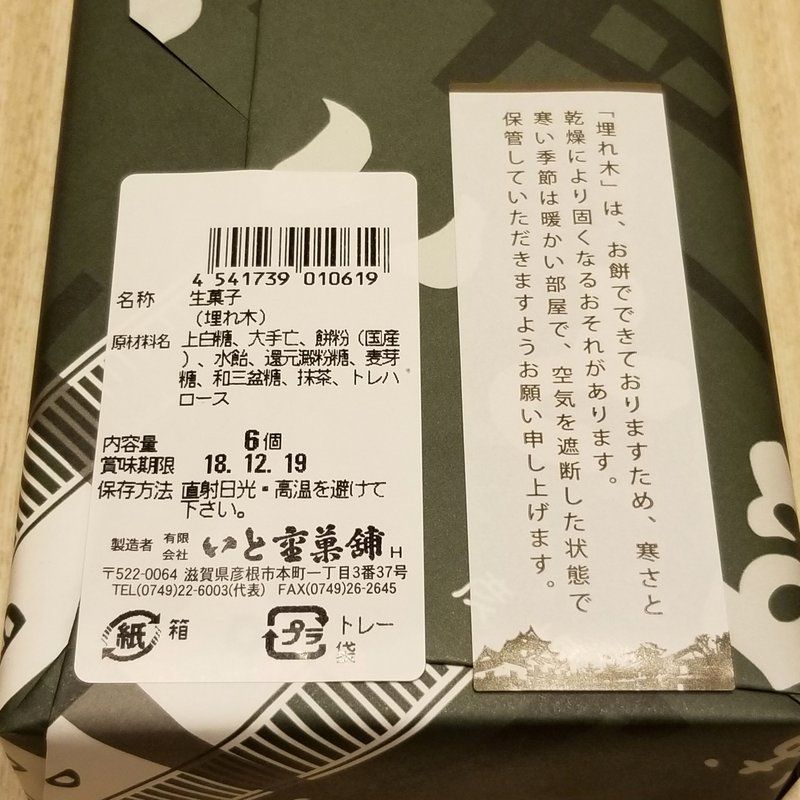 4 541739 010619
名称 生菓子
（埋れ木）
原材料名 上白糖、大手亡、餅粉（国産
）、水飴、還元澱粉糖、麦芽
糖、和三盆糖、抹茶、トレハ
ロース
内容量 6個
賞味期限 18.12.19
保存方法 直射日光・高温を避けて
下さい。
製造者 有限会社 いと重菓舗 H
〒522-0064 滋賀県彦根市本町一丁目3番37号
TEL(0749)22-6003(代表) FAX(0749)26-2645
紙 箱 プラ トレー
袋
「埋れ木」は、お餅でできておりますため、寒さと
乾燥により固くなるおそれがあります。
寒い季節は暖かい部屋で、空気を遮断した状態で
保管していただきますようお願い申し上げます。